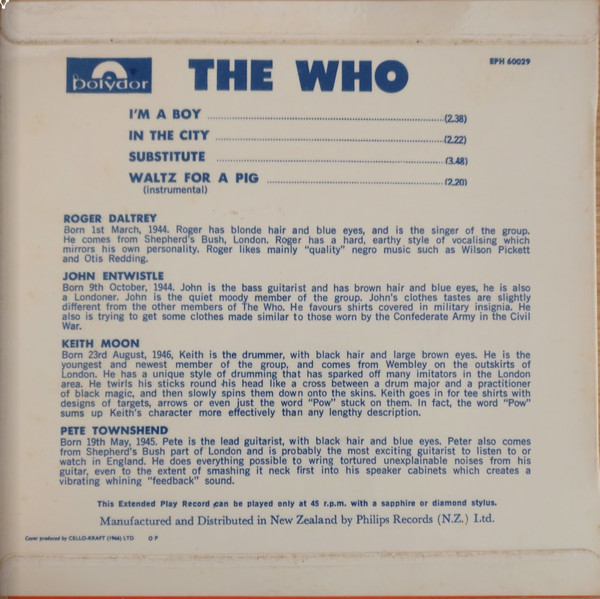 polydor
THE WHO
EPH 60029
I'M A BOY ........ (2.38)
IN THE CITY ........ (2.22)
SUBSTITUTE ........ (3.48)
WALTZ FOR A PIG ........ (2.20)
(instrumental)
ROGER DALTREY
Born 1st March, 1944. Roger has blonde hair and blue eyes, and is the singer of the group.
He comes from Shepherd's Bush, London. Roger has a hard, earthy style of vocalising which
mirrors his own personality. Roger likes mainly "quality" negro music such as Wilson Pickett
and Otis Redding.
JOHN ENTWISTLE
Born 9th October, 1944. John is the bass guitarist and has brown hair and blue eyes, he is also
a Londoner. John is the quiet moody member of the group. John's clothes tastes are slightly
different from the other members of The Who. He favours shirts covered in military insignia. He
also is trying to get some clothes made similar to those worn by the Confederate Army in the Civil
War.
KEITH MOON
Born 23rd August, 1946, Keith is the drummer, with black hair and large brown eyes. He is the
youngest and newest member of the group, and comes from Wembley on the outskirts of
London. He has a unique style of drumming that has sparked off many imitators in the London
area. He twirls his sticks round his head like a cross between a drum major and a practitioner
of black magic, and then slowly spins them down onto the skins. Keith goes in for tee shirts with
designs of targets, arrows or even just the word "Pow" stuck on them. In fact, the word "Pow"
sums up Keith's character more effectively than any lengthy description.
PETE TOWNSHEND
Born 19th May, 1945. Pete is the lead guitarist, with black hair and blue eyes. Peter also comes
from Shepherd's Bush part of London and is probably the most exciting guitarist to listen to or
watch in England. He does everything possible to wring tortured unexplainable noises from his
guitar, even to the extent of smashing it neck first into his speaker cabinets which creates a
vibrating whining "feedback" sound.
This Extended Play Record can be played only at 45 r.p.m. with a sapphire or diamond stylus.
Manufactured and Distributed in New Zealand by Philips Records (N.Z.) Ltd.
Cover produced by CELLO-KRAFT (1966) LTD O P